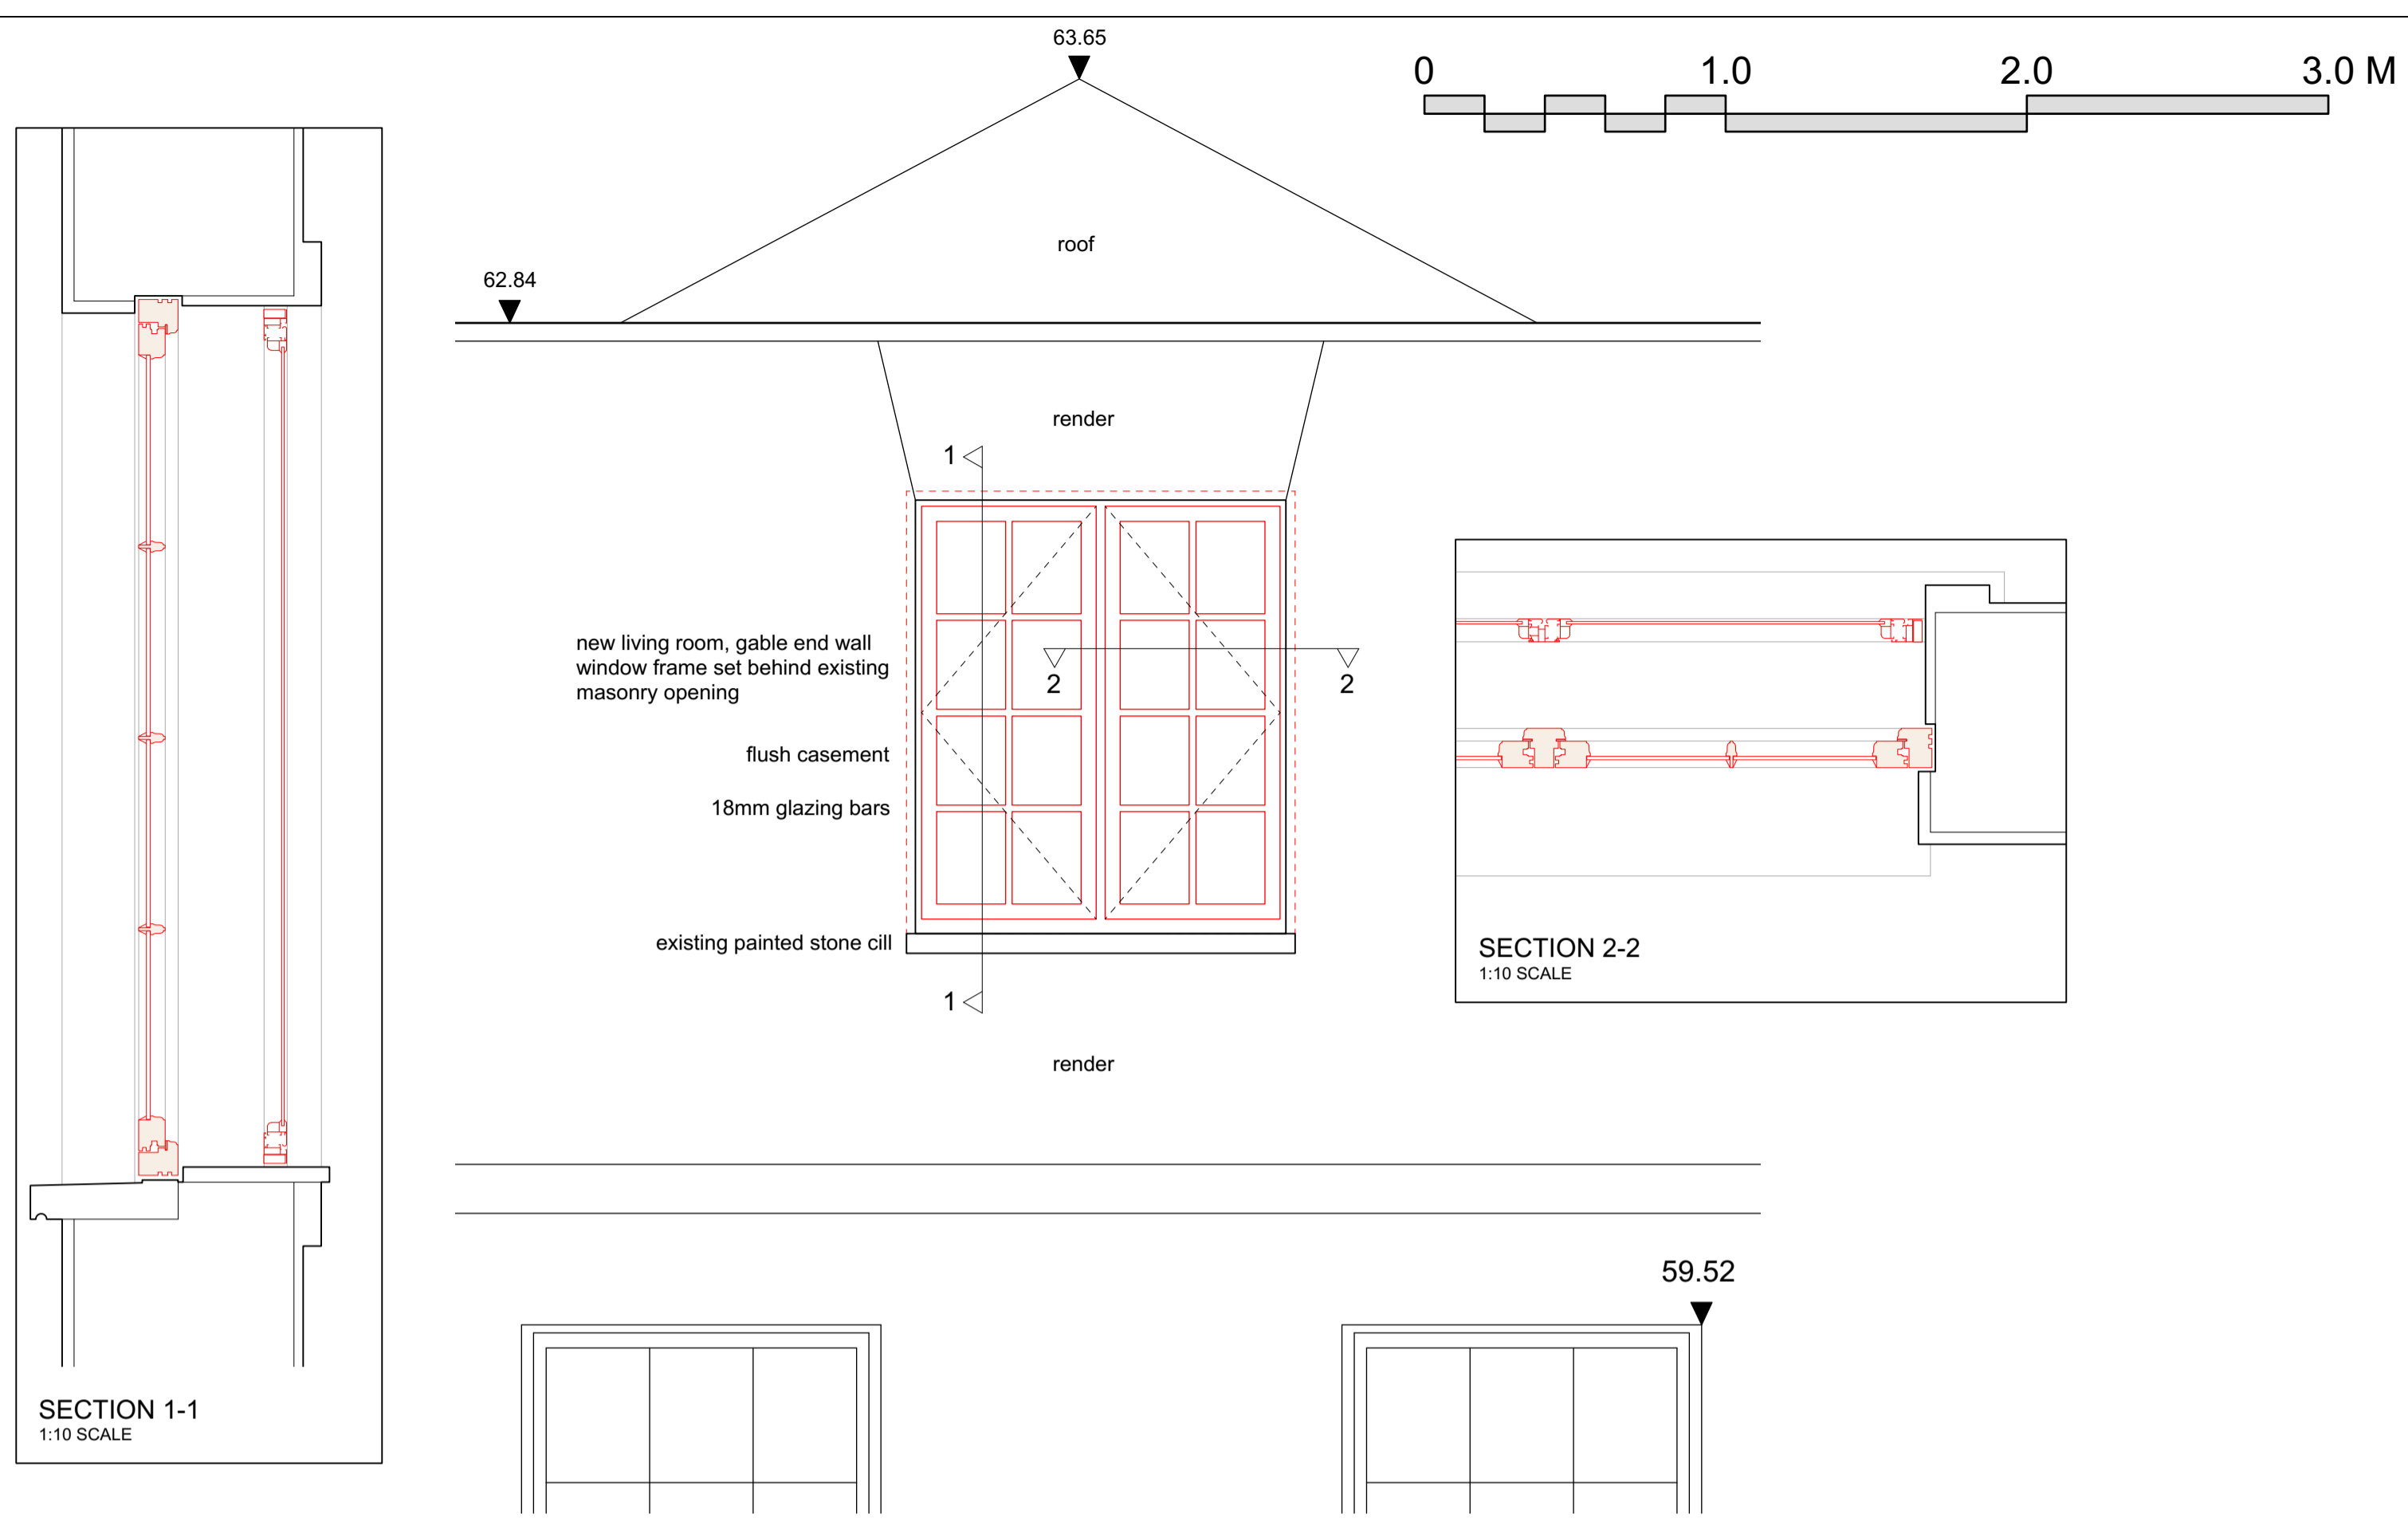 63.65
0 1.0 2.0 3.0 M
roof
62.84
render
1
new living room, gable end wall
window frame set behind existing
masonry opening
2 2
flush casement
18mm glazing bars
existing painted stone cill
1
render
SECTION 2-2
1:10 SCALE
59.52
SECTION 1-1
1:10 SCALE